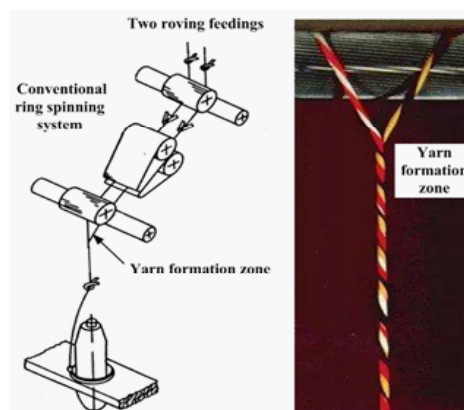 Two roving feedings
Conventional
ring spinning
system
Yarn formation zone
Yarn
formation
zone